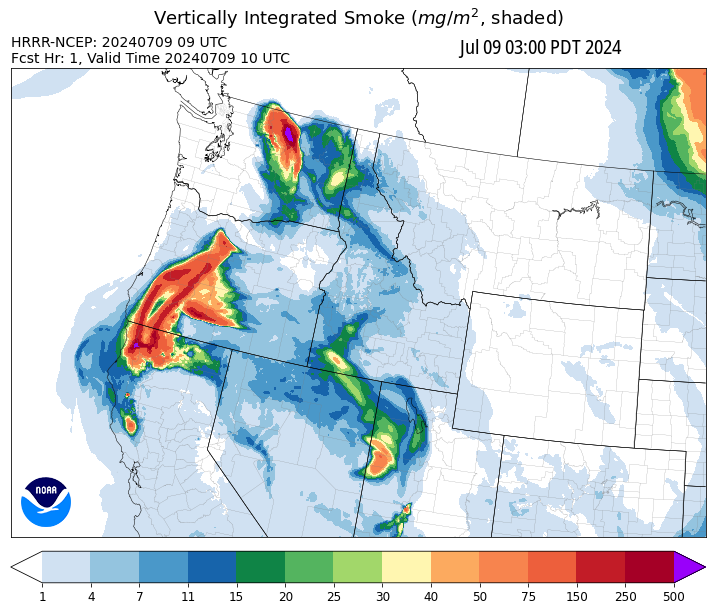 Vertically Integrated Smoke (mg/m², shaded)
HRRR-NCEP: 20240709 09 UTC
Fcst Hr: 1, Valid Time 20240709 10 UTC
Jul 09 03:00 PDT 2024
NOAA
1 4 7 11 15 20 25 30 40 50 75 150 250 500